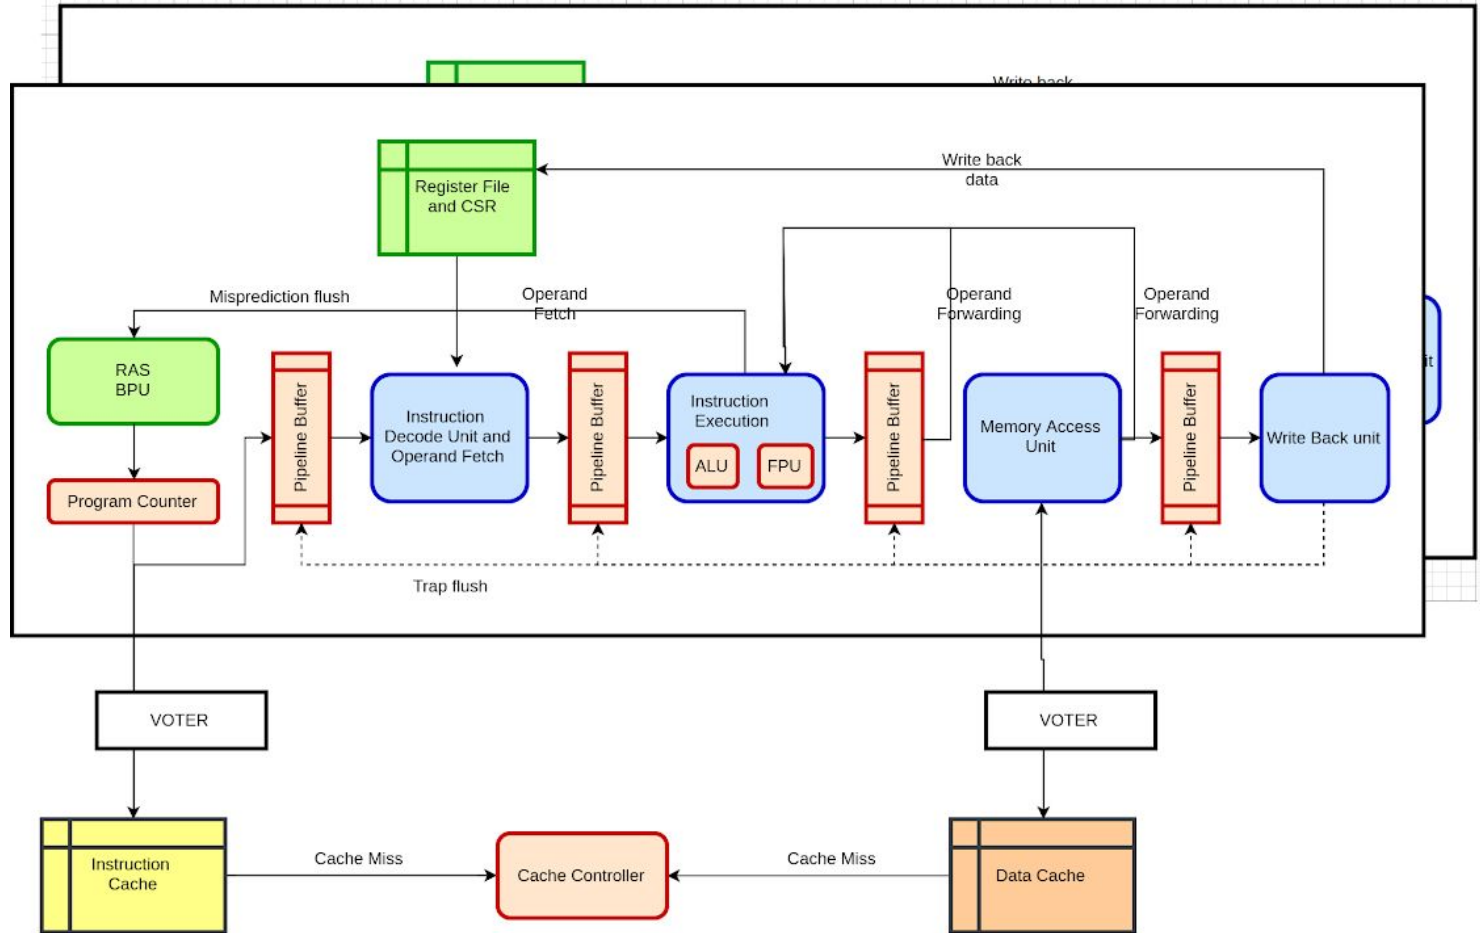 Write back
Write back
data
Register File
and CSR
Misprediction flush
Operand
Fetch
Operand
Forwarding
Operand
Forwarding
RAS
BPU
Program Counter
Pipeline Buffer
Instruction
Decode Unit and
Operand Fetch
Pipeline Buffer
Instruction
Execution
ALU
FPU
Pipeline Buffer
Memory Access
Unit
Pipeline Buffer
Write Back unit
it
Trap flush
VOTER
VOTER
Instruction
Cache
Cache Miss
Cache Controller
Cache Miss
Data Cache